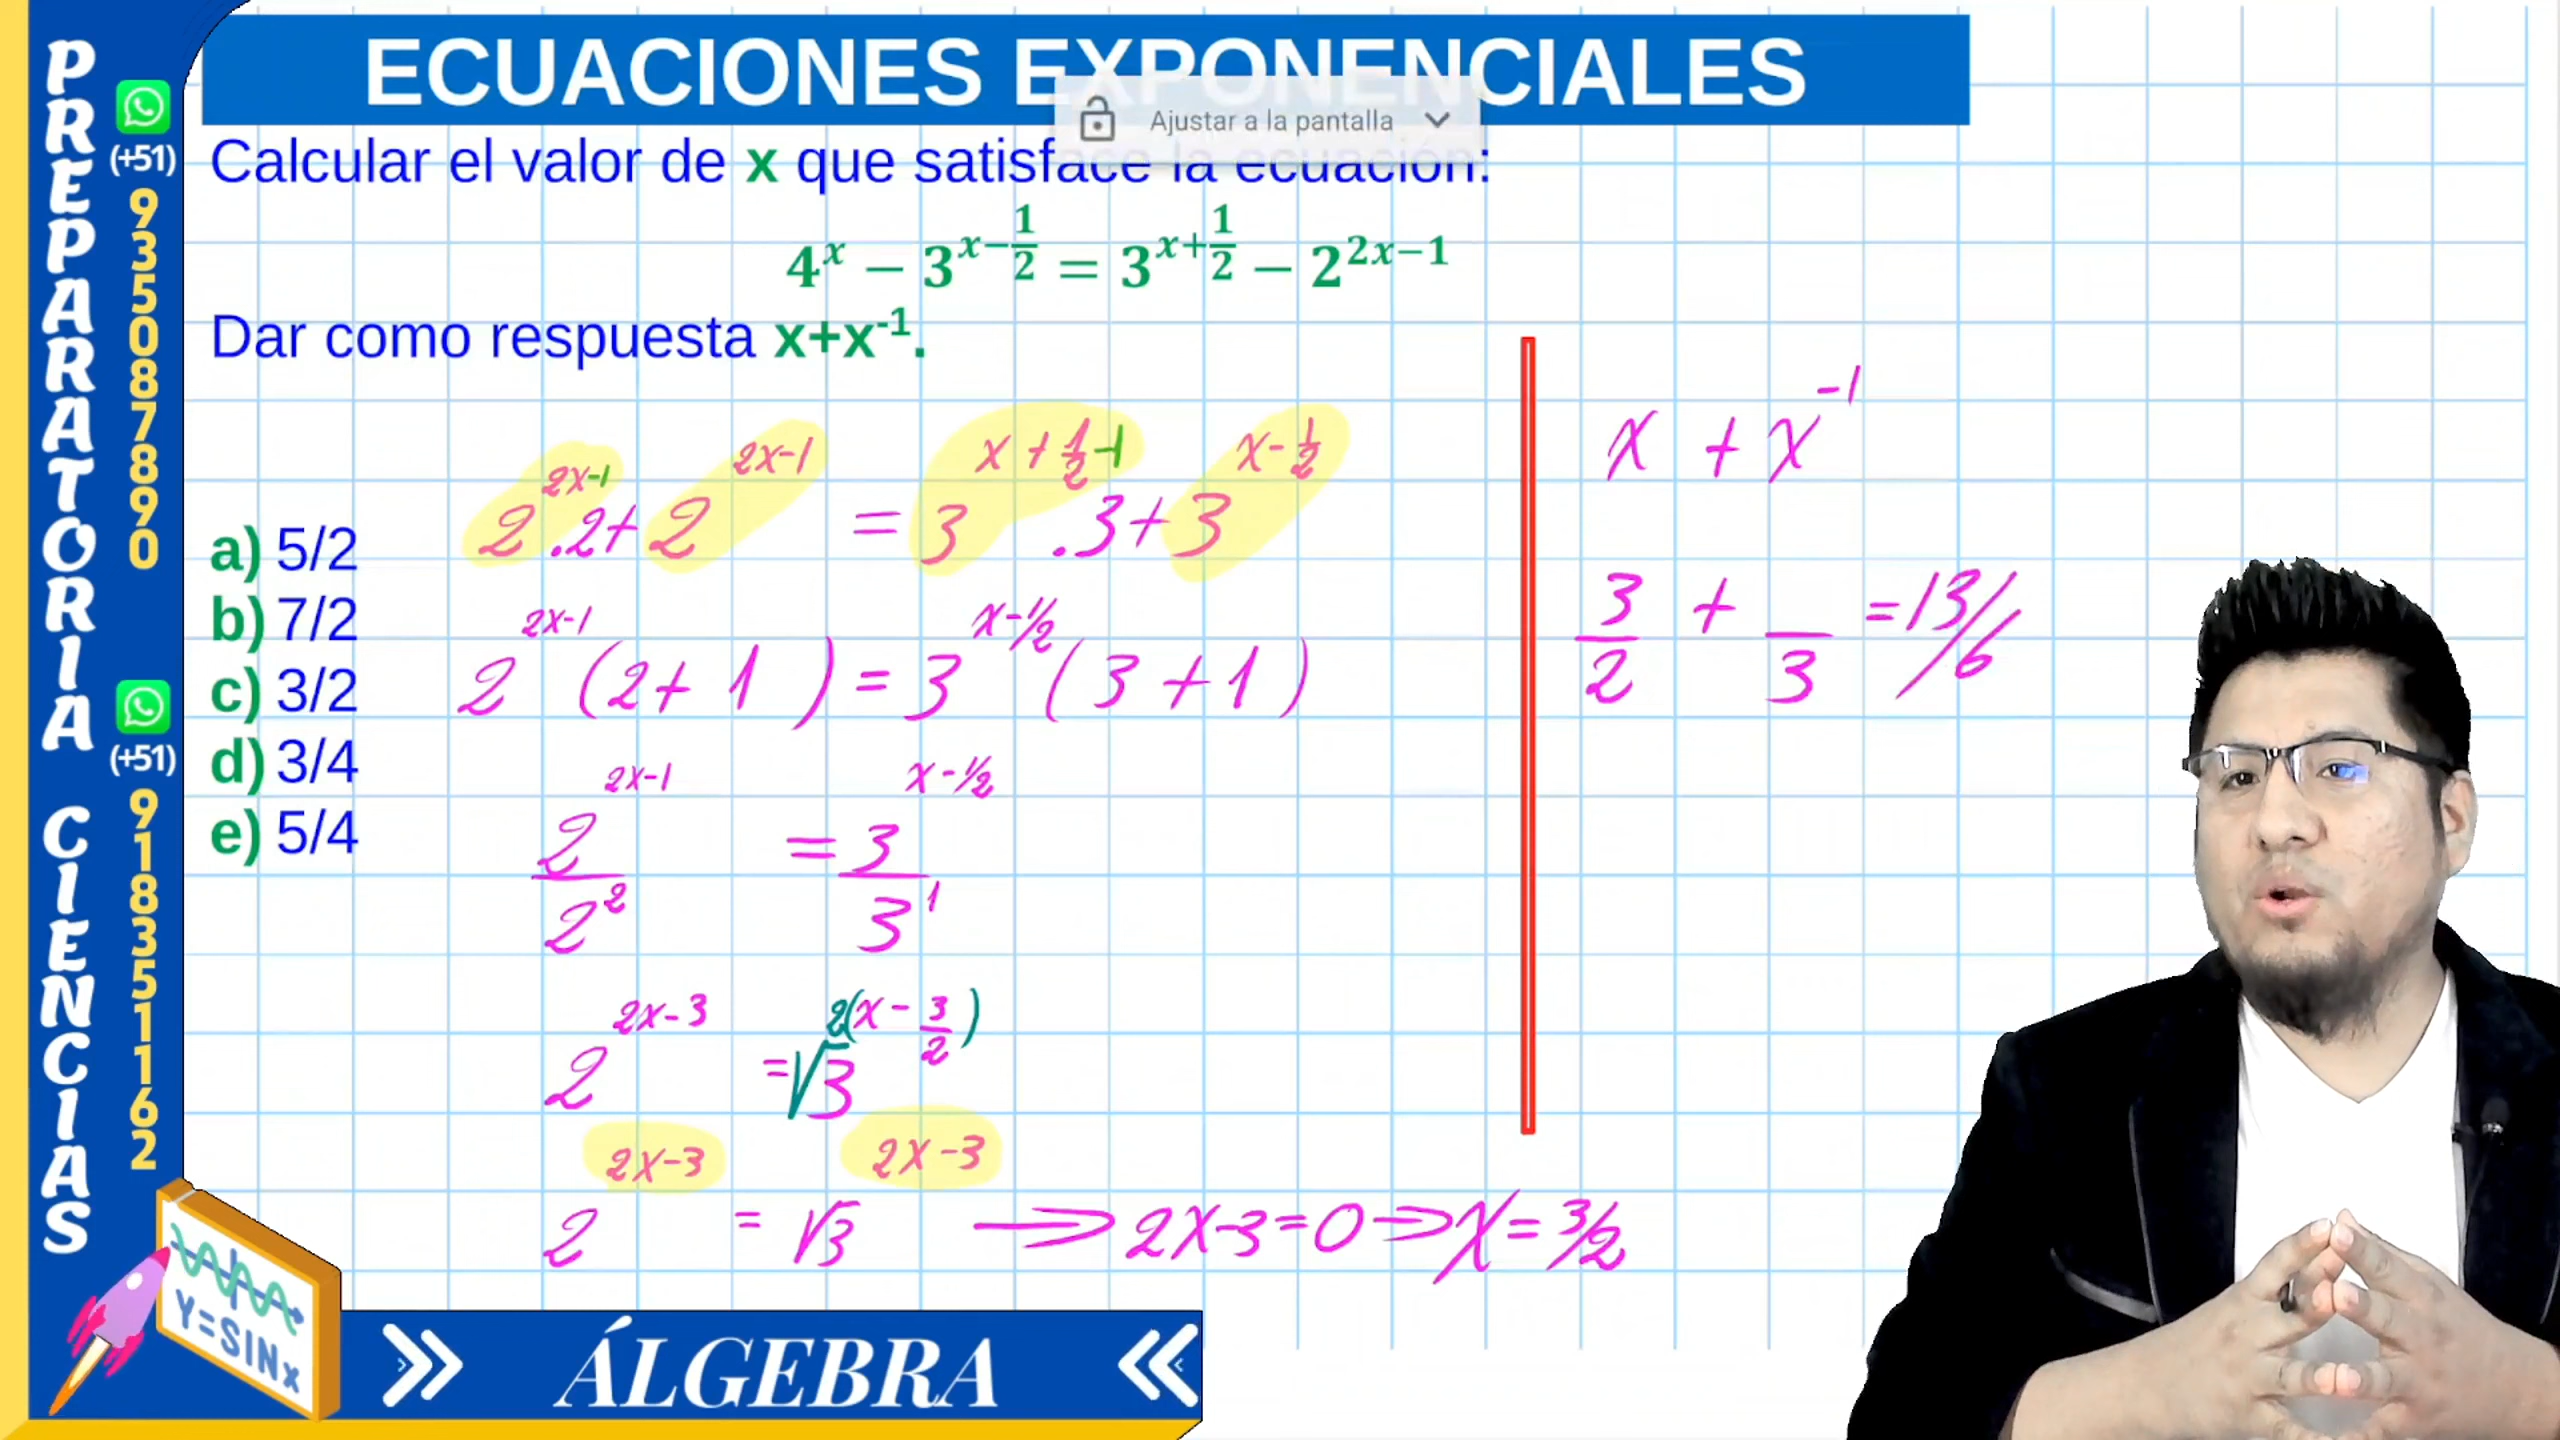 PREPARATORIA CIENCIAS
(+51) 935087890
(+51) 918351162
ECUACIONES EXPONENCIALES
Ajustar a la pantalla
Calcular el valor de x que satisface la ecuación:
4^x − 3^(x−1/2) = 3^(x+1/2) − 2^(2x−1)
Dar como respuesta x+x^-1.
a) 5/2
b) 7/2
c) 3/2
d) 3/4
e) 5/4
2^(2x-1) .2+ 2^(2x-1) = 3^(x+1/2-1) .3+3^(x-1/2)
2^(2x-1) (2+1) = 3^(x-1/2) (3+1)
2^(2x-1)/2^2 = 3^(x-1/2)/3^1
2^(2x-3) = √3^(2(x-3/2))
2^(2x-3) = √3^(2x-3) → 2x-3=0 → x=3/2
x + x^-1
3/2 + /3 =13/6
Y=SINx
ÁLGEBRA